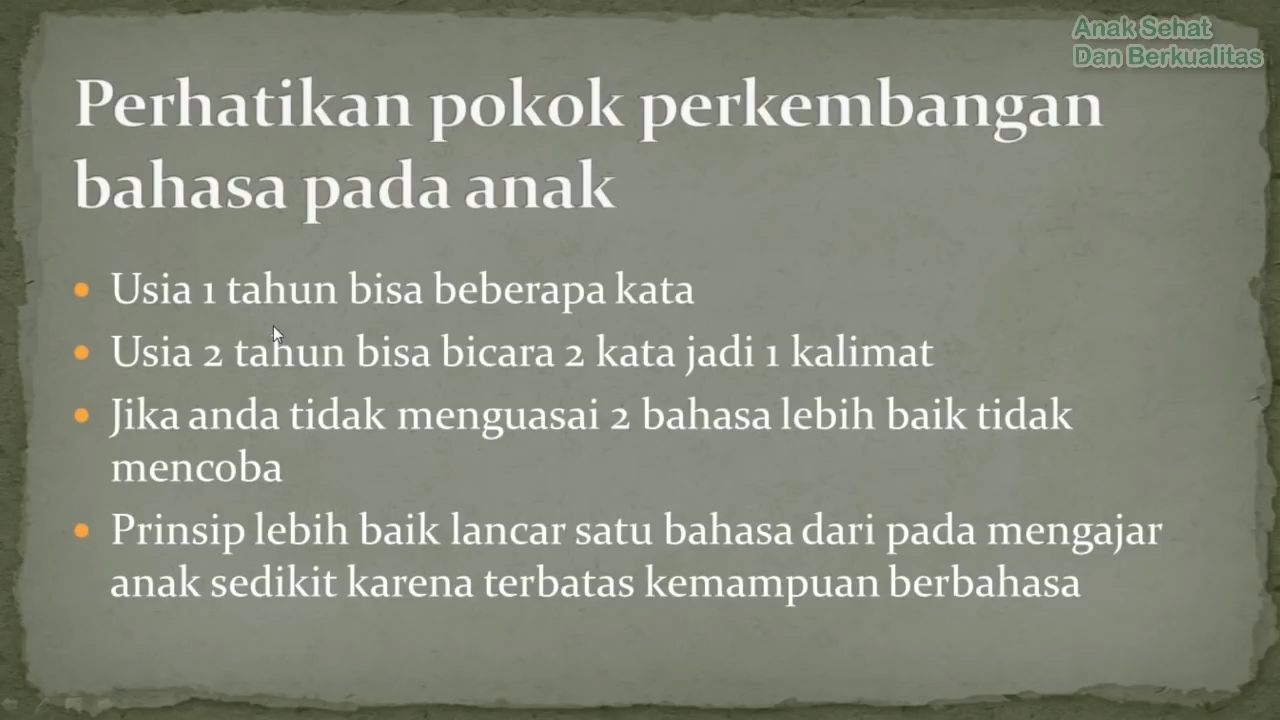 Anak Sehat
Dan Berkualitas
Perhatikan pokok perkembangan
bahasa pada anak
• Usia 1 tahun bisa beberapa kata
• Usia 2 tahun bisa bicara 2 kata jadi 1 kalimat
• Jika anda tidak menguasai 2 bahasa lebih baik tidak
mencoba
• Prinsip lebih baik lancar satu bahasa dari pada mengajar
anak sedikit karena terbatas kemampuan berbahasa